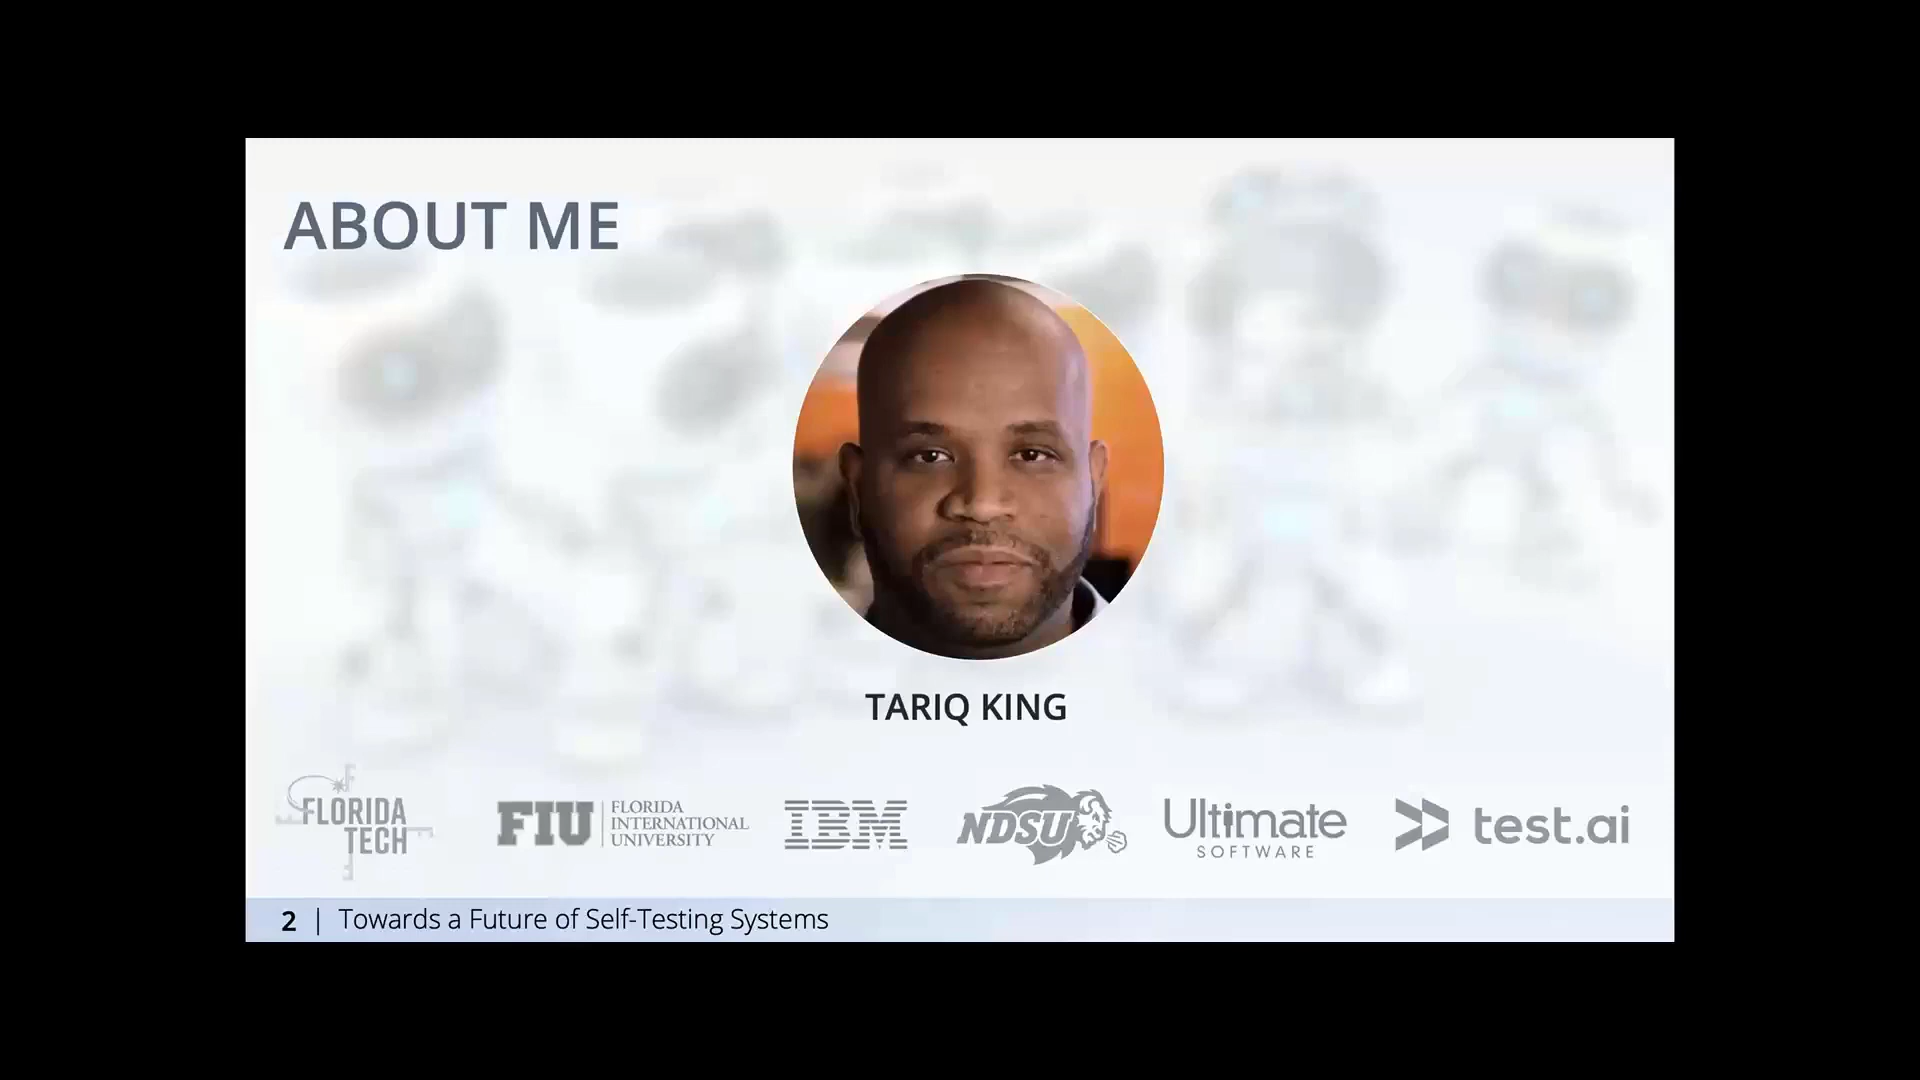 ABOUT ME
TARIQ KING
FLORIDA
TECH
FIU
FLORIDA
INTERNATIONAL
UNIVERSITY
IBM
NDSU
Ultimate
SOFTWARE
test.ai
2 | Towards a Future of Self-Testing Systems